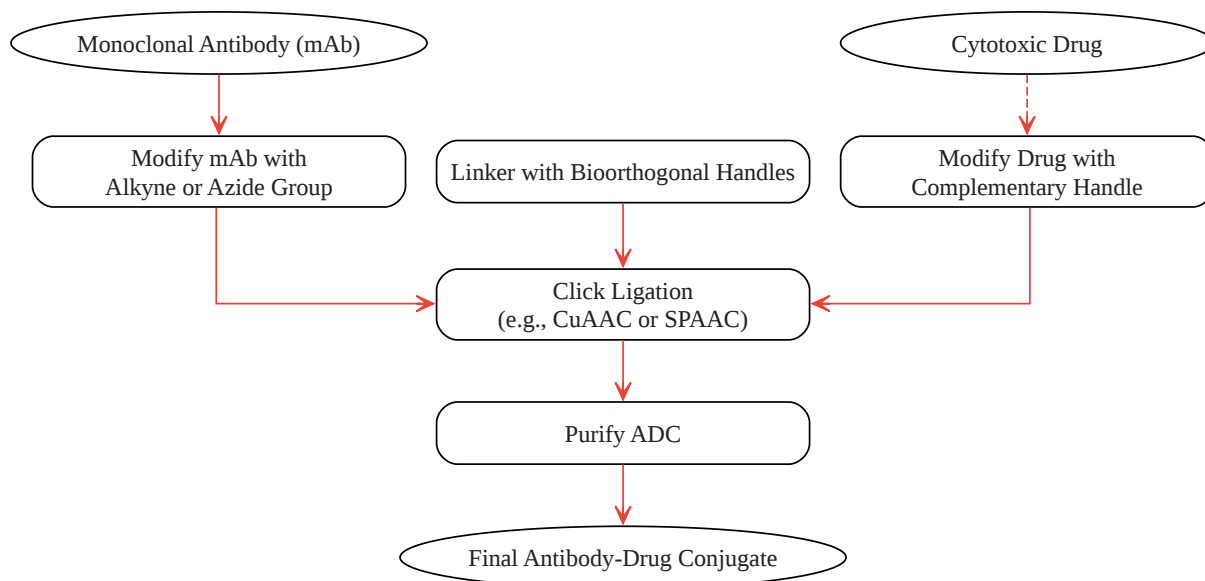 Monoclonal Antibody (mAb)
Cytotoxic Drug
Modify mAb with
Alkyne or Azide Group
Linker with Bioorthogonal Handles
Modify Drug with
Complementary Handle
Click Ligation
(e.g., CuAAC or SPAAC)
Purify ADC
Final Antibody-Drug Conjugate